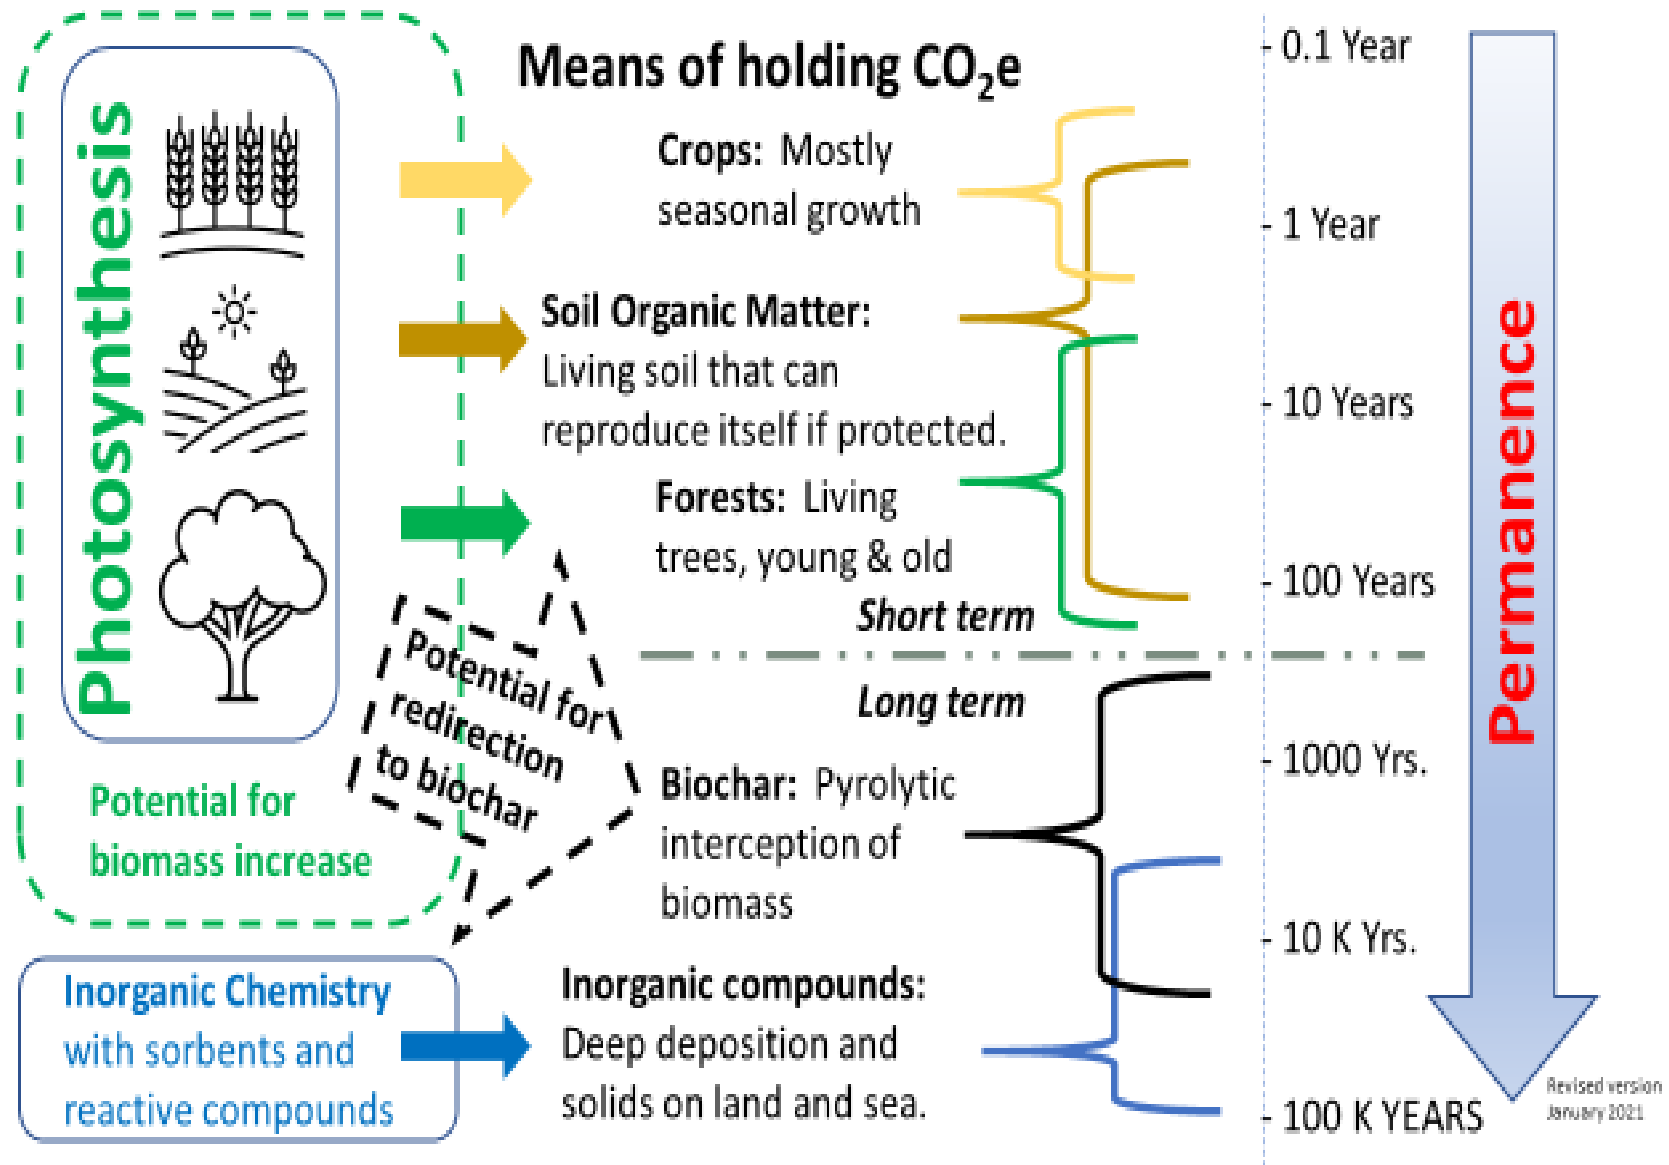 Means of holding CO₂e
Photosynthesis
Potential for
biomass increase
Crops: Mostly
seasonal growth
Soil Organic Matter:
Living soil that can
reproduce itself if protected.
Forests: Living
trees, young & old
Short term
Long term
Potential for
redirection
to biochar
Biochar: Pyrolytic
interception of
biomass
Inorganic Chemistry
with sorbents and
reactive compounds
Inorganic compounds:
Deep deposition and
solids on land and sea.
- 0.1 Year
- 1 Year
- 10 Years
- 100 Years
- 1000 Yrs.
- 10 K Yrs.
- 100 K YEARS
Permanence
Revised version
January 2021